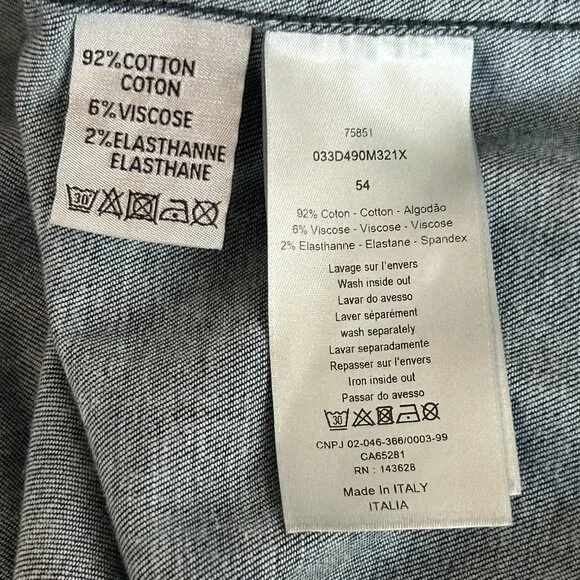 92% COTTON
COTON
6% VISCOSE
2% ELASTHANNE
ELASTHANE
30
75851
033D490M321X
54
92% Coton - Cotton - Algodão
6% Viscose - Viscose - Viscose
2% Elasthanne - Elastane - Spandex
Lavage sur l'envers
Wash inside out
Lavar do avesso
Laver séparément
wash separately
Lavar separadamente
Repasser sur l'envers
Iron inside out
Passar do avesso
30
CNPJ 02-046-366/0003-99
CA65281
RN : 143628
Made in ITALY
ITALIA